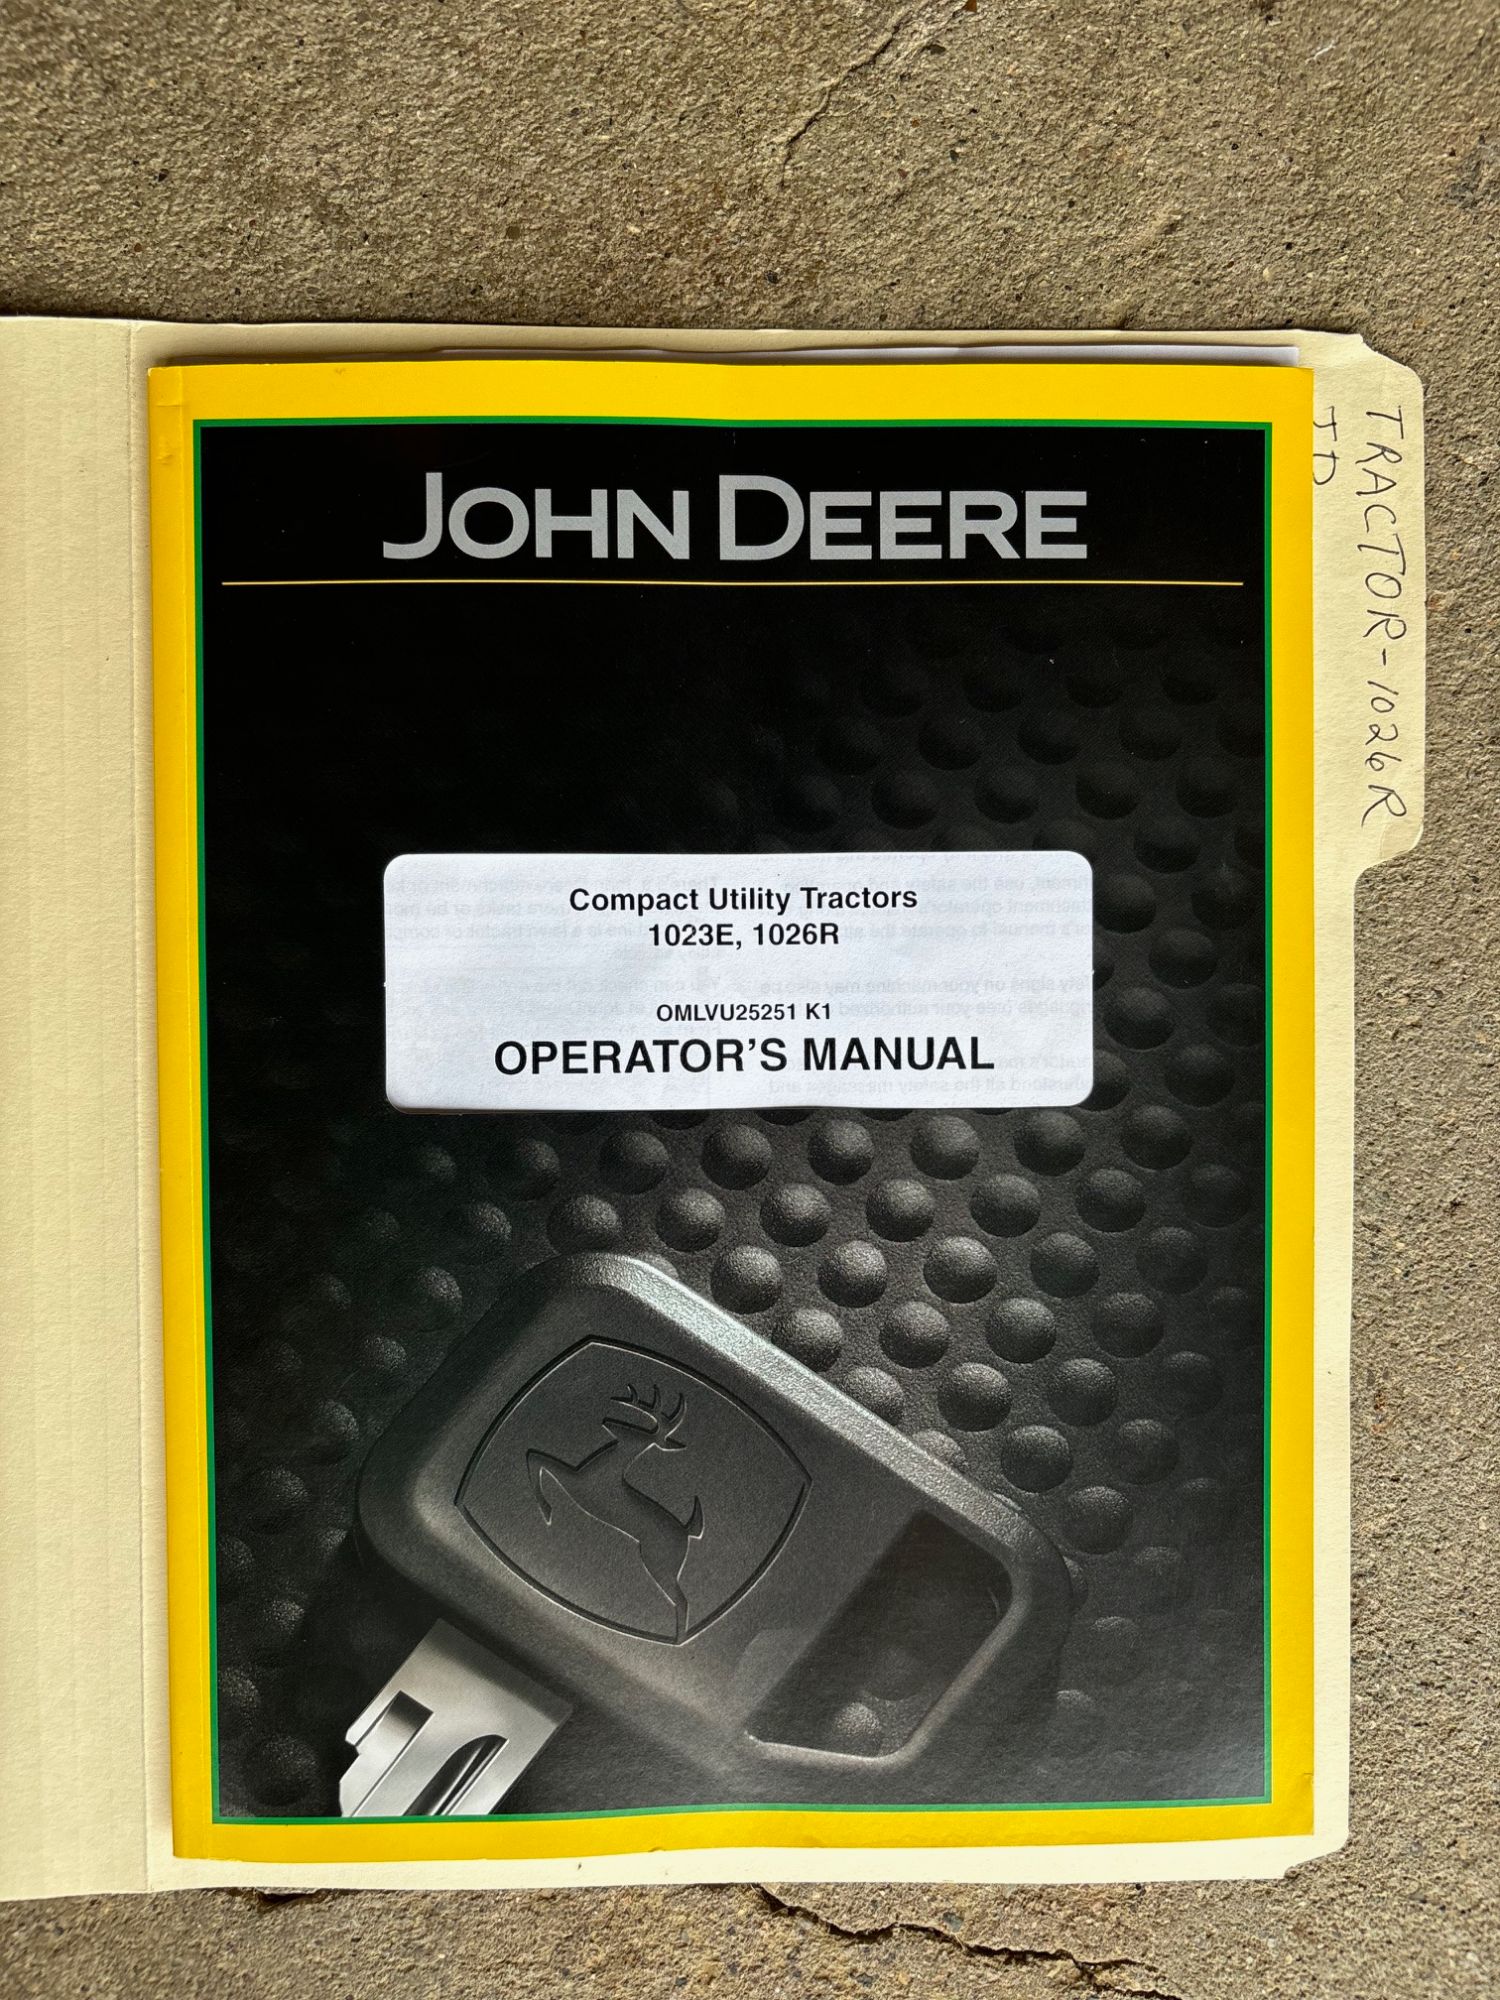 JOHN DEERE
Compact Utility Tractors
1023E, 1026R
OMLVU25251 K1
OPERATOR'S MANUAL
TRACTOR-1026R
JD